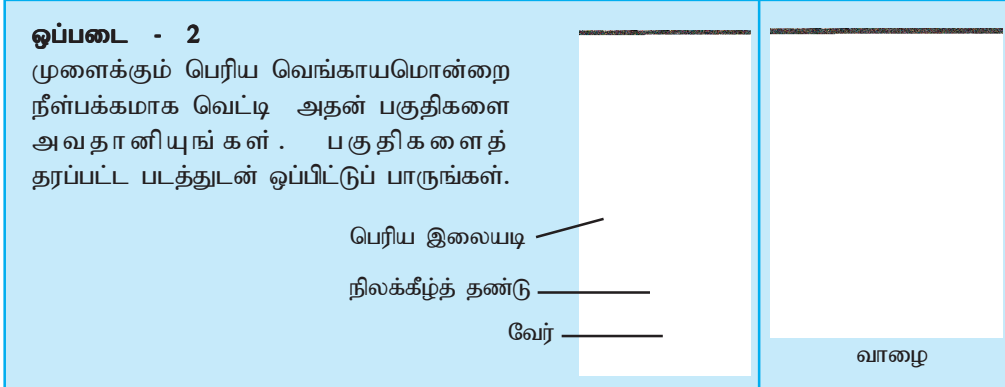 ஒப்படை - 2
முளைக்கும் பெரிய வெங்காயமொன்றை
நீள்பக்கமாக வெட்டி அதன் பகுதிகளை
அவதானியுங்கள். பகுதிகளைத்
தரப்பட்ட படத்துடன் ஒப்பிட்டுப் பாருங்கள்.
பெரிய இலையடி
நிலக்கீழ்த் தண்டு
வேர்
வாழை